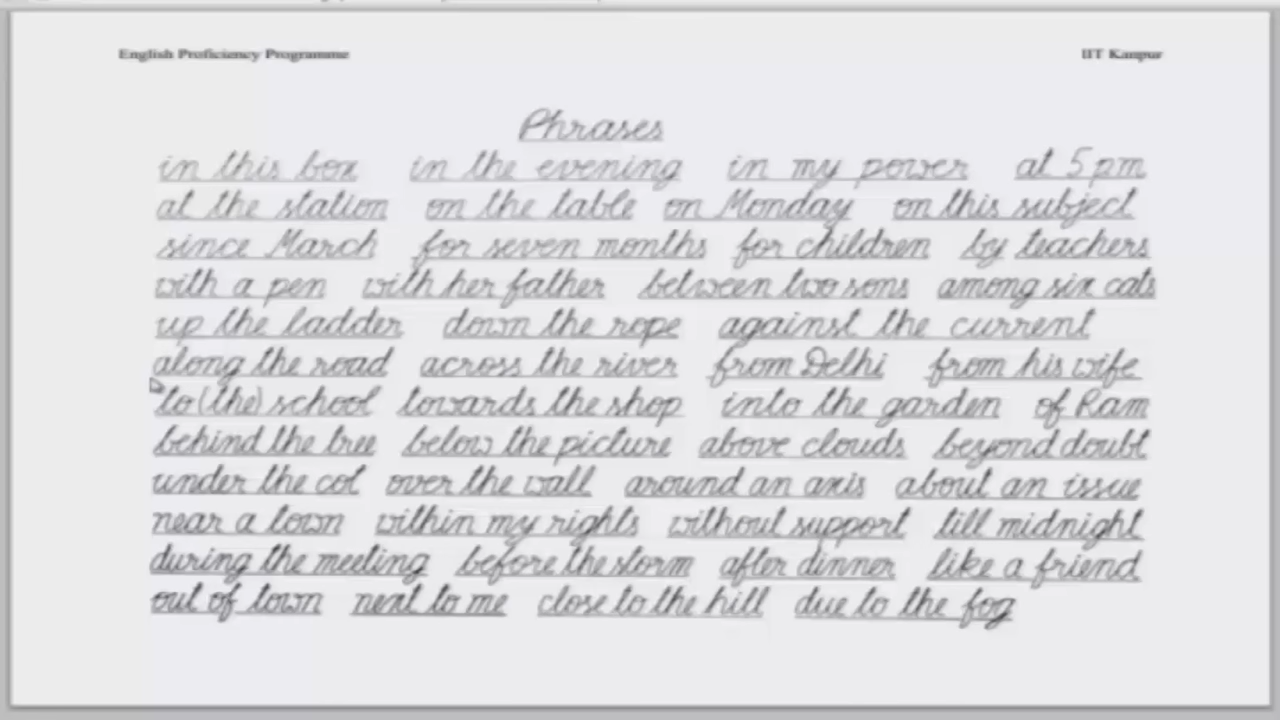 English Proficiency Programme IIT Kanpur
Phrases
in this box in the evening in my power at 5 pm
at the station on the table on Monday on this subject
since March for seven months for children by teachers
with a pen with her father between two sons among six cats
up the ladder down the rope against the current
along the road across the river from Delhi from his wife
to (the) school towards the shop into the garden of Ram
behind the tree below the picture above clouds beyond doubt
under the cot over the wall around an axis about an issue
near a town within my rights without support till midnight
during the meeting before the storm after dinner like a friend
out of town next to me close to the hill due to the fog